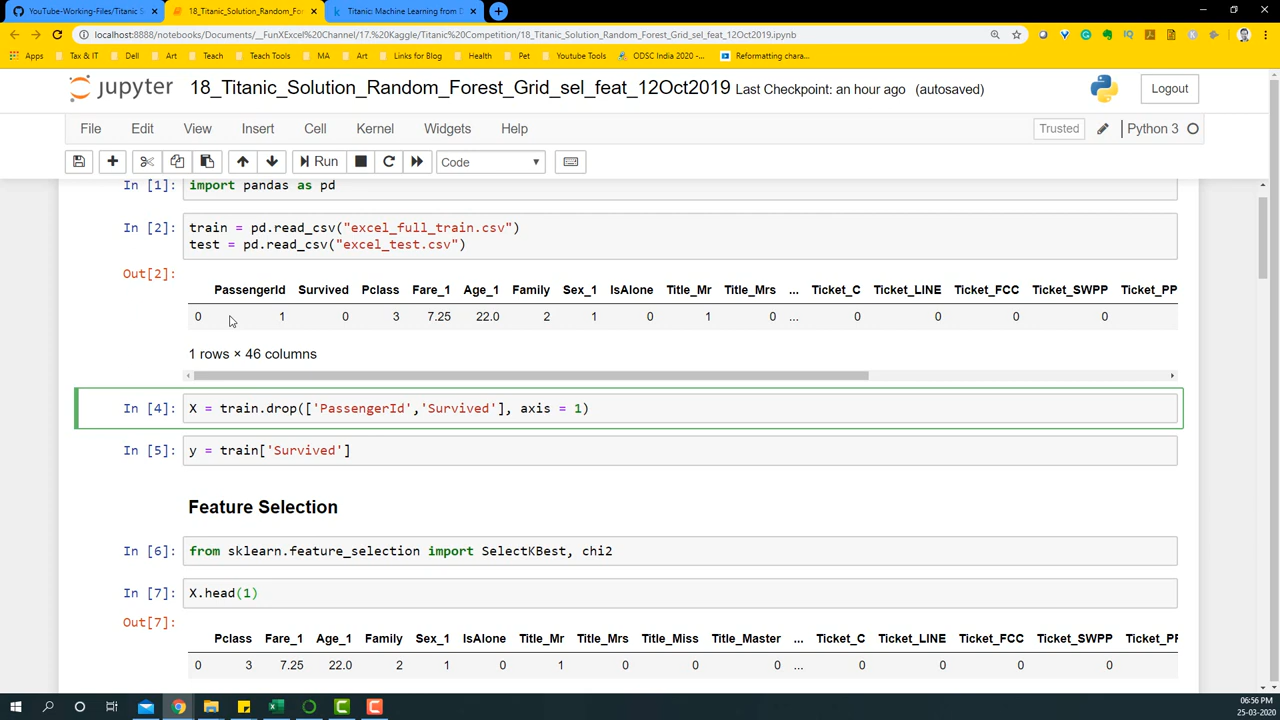 YouTube-Working-Files/Titanic S
18_Titanic_Solution_Random_For
Titanic: Machine Learning from D
localhost:8888/notebooks/Documents/__FunXExcel%20Channel/17.%20Kaggle/Titanic%20Competition/18_Titanic_Solution_Random_Forest_Grid_sel_feat_12Oct2019.ipynb
Apps Tax & IT Dell Art Teach Teach Tools MA Art Links for Blog Health Pet Youtube Tools ODSC India 2020 -... Reformatting chara...
jupyter 18_Titanic_Solution_Random_Forest_Grid_sel_feat_12Oct2019 Last Checkpoint: an hour ago (autosaved) Logout
File Edit View Insert Cell Kernel Widgets Help Trusted Python 3
Run Code
In [1]: import pandas as pd
In [2]: train = pd.read_csv("excel_full_train.csv")
test = pd.read_csv("excel_test.csv")
Out[2]:
PassengerId Survived Pclass Fare_1 Age_1 Family Sex_1 IsAlone Title_Mr Title_Mrs ... Ticket_C Ticket_LINE Ticket_FCC Ticket_SWPP Ticket_PP
0 1 0 3 7.25 22.0 2 1 0 1 0 ... 0 0 0 0
1 rows × 46 columns
In [4]: X = train.drop(['PassengerId','Survived'], axis = 1)
In [5]: y = train['Survived']
Feature Selection
In [6]: from sklearn.feature_selection import SelectKBest, chi2
In [7]: X.head(1)
Out[7]:
Pclass Fare_1 Age_1 Family Sex_1 IsAlone Title_Mr Title_Mrs Title_Miss Title_Master ... Ticket_C Ticket_LINE Ticket_FCC Ticket_SWPP
0 3 7.25 22.0 2 1 0 1 0 0 0 ... 0 0 0 0
06:56 PM
25-03-2020